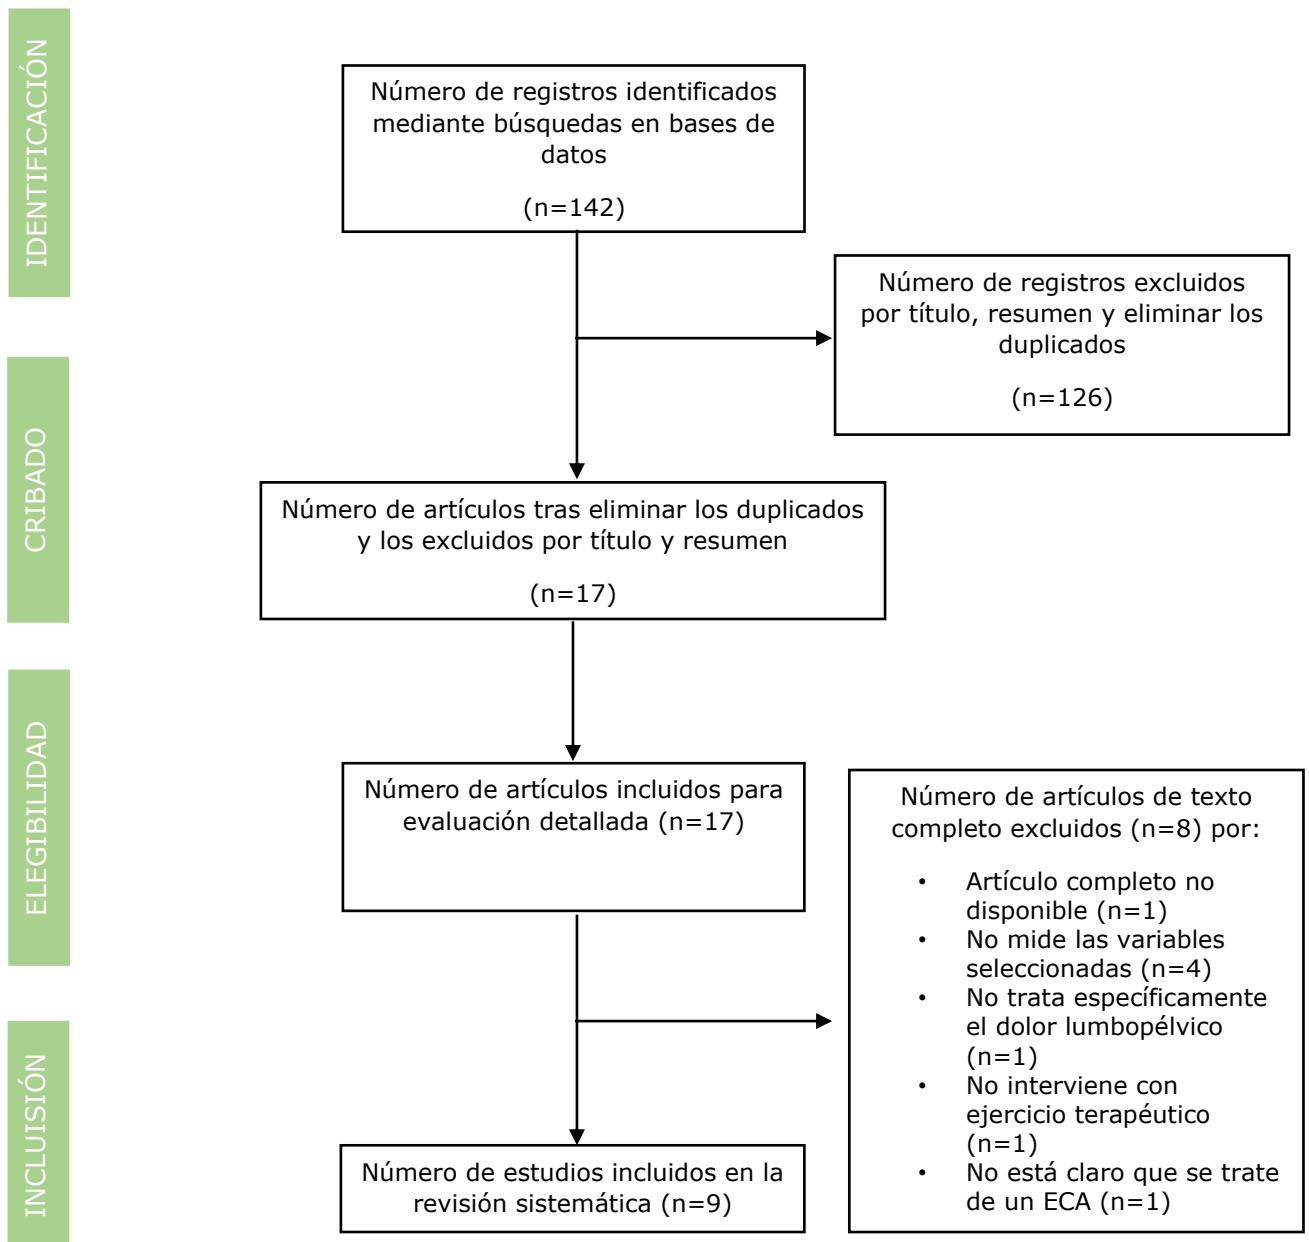 IDENTIFICACIÓN
Número de registros identificados
mediante búsquedas en bases de
datos
(n=142)
Número de registros excluidos
por título, resumen y eliminar los
duplicados
(n=126)
CRIBADO
Número de artículos tras eliminar los duplicados
y los excluidos por título y resumen
(n=17)
ELEGIBILIDAD
Número de artículos incluidos para
evaluación detallada (n=17)
Número de artículos de texto
completo excluidos (n=8) por:
• Artículo completo no
disponible (n=1)
• No mide las variables
seleccionadas (n=4)
• No trata específicamente
el dolor lumbopélvico
(n=1)
• No interviene con
ejercicio terapéutico
(n=1)
• No está claro que se trate
de un ECA (n=1)
INCLUISIÓN
Número de estudios incluidos en la
revisión sistemática (n=9)